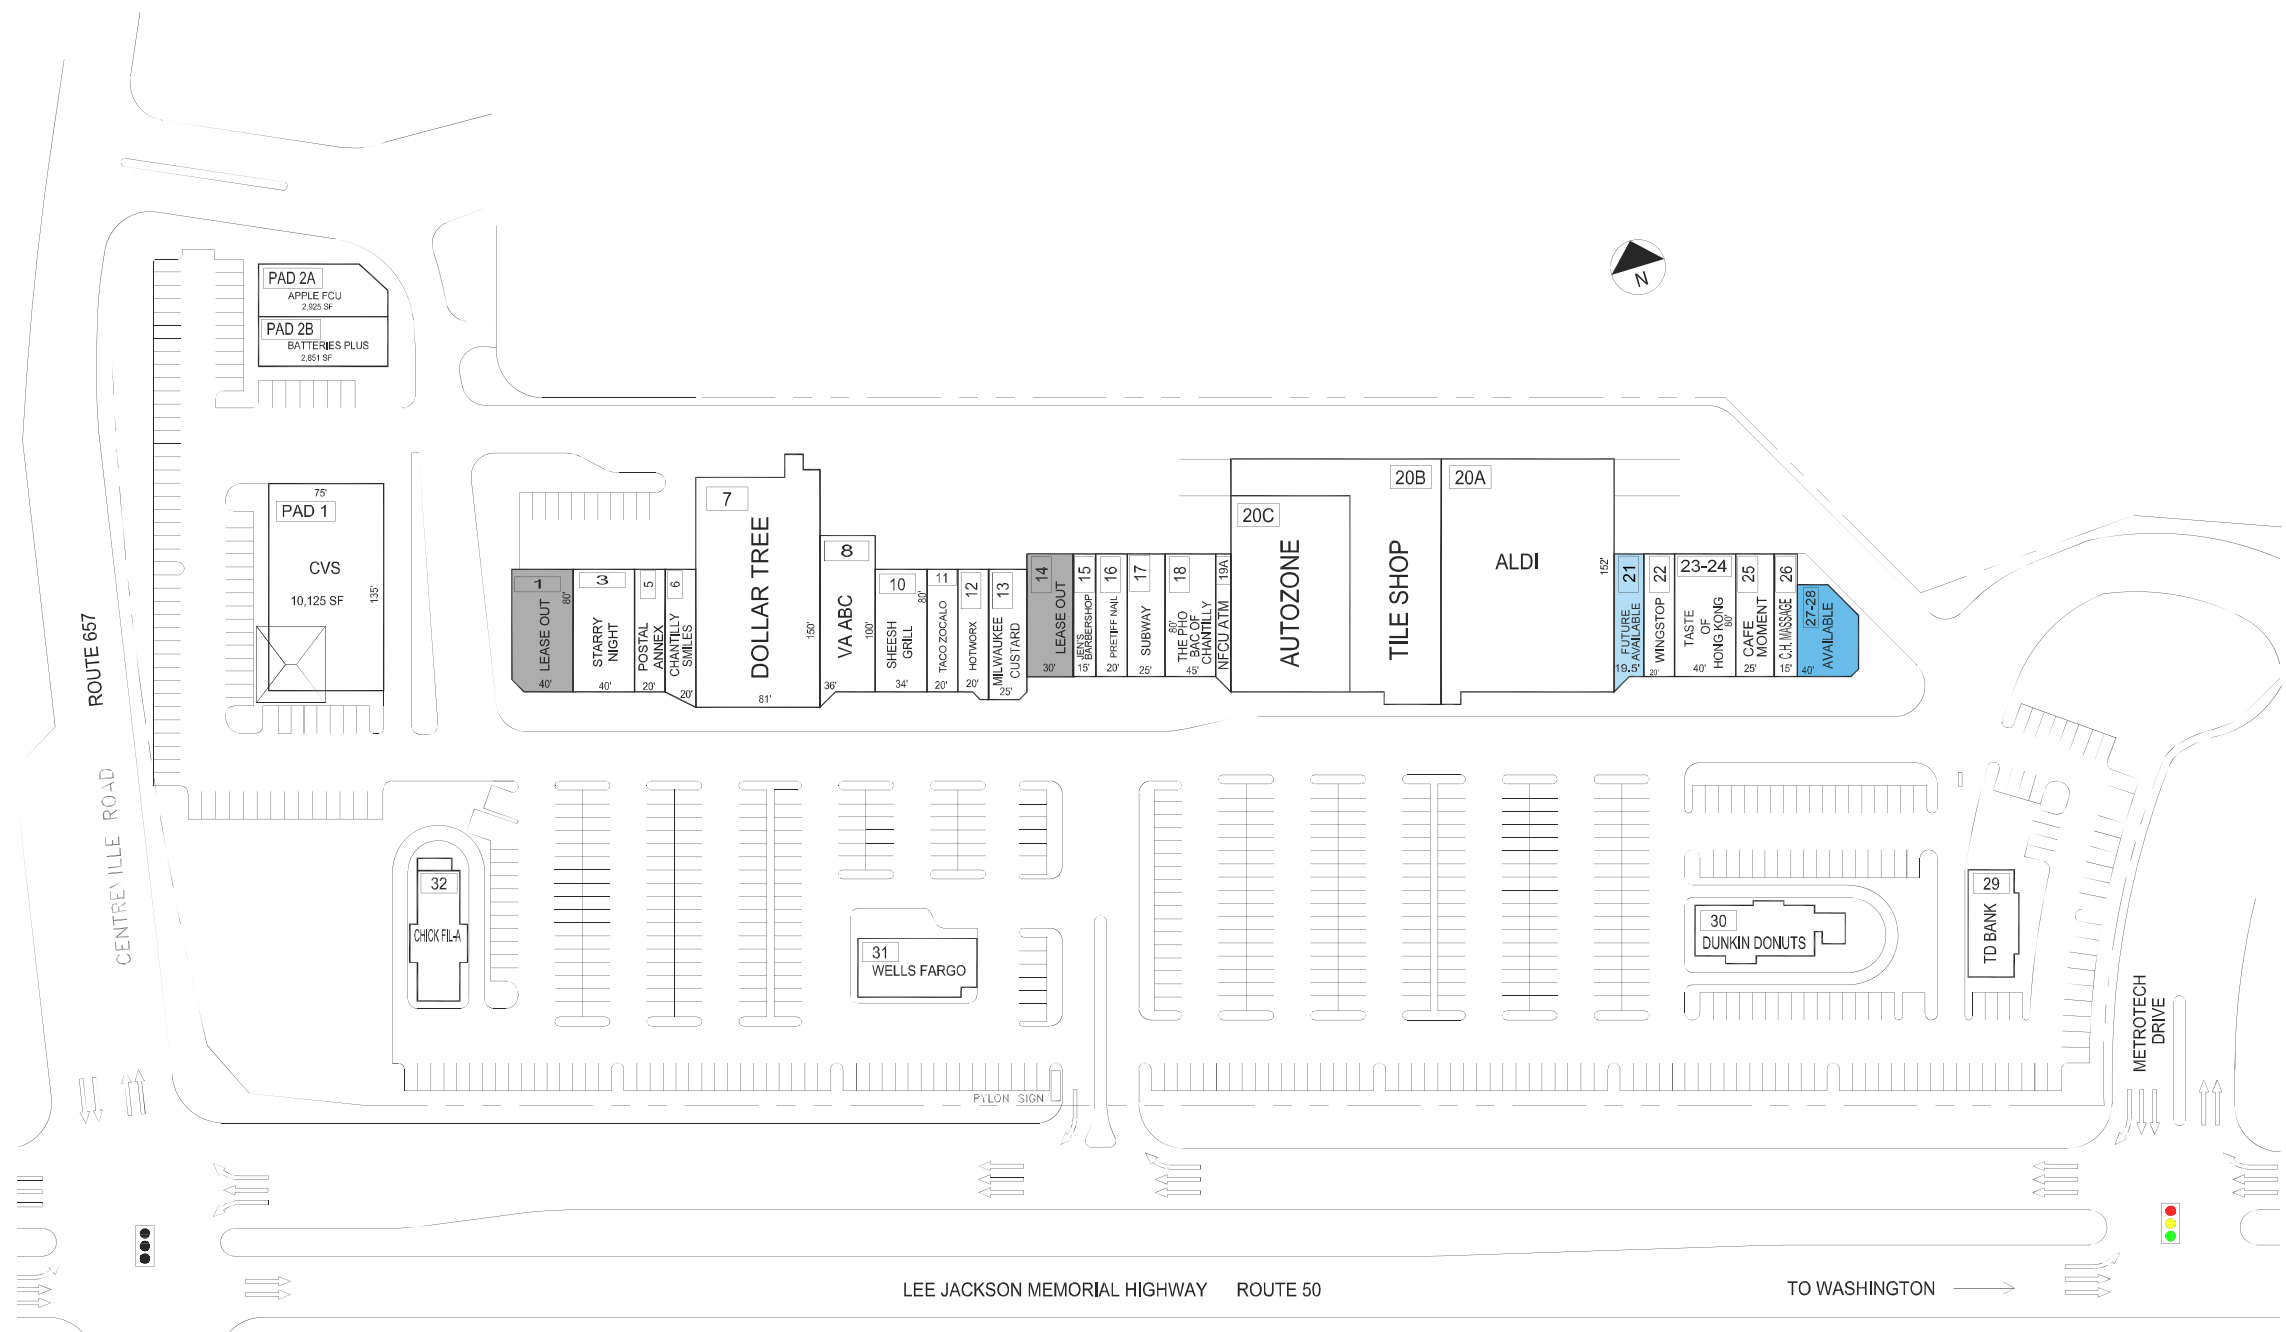 N
PAD 2A
APPLE FCU
2,925 SF
PAD 2B
BATTERIES PLUS
2,851 SF
75'
PAD 1
CVS
10,125 SF
135'
ROUTE 657
CENTREVILLE ROAD
1
LEASE OUT
80'
40'
3
STARRY
NIGHT
40'
5
POSTAL
ANNEX
20'
6
CHANTILLY
SMILES
20'
7
DOLLAR TREE
150'
81'
8
VA ABC
100'
36'
10
SHEESH
GRILL
80'
34'
11
TACO ZOCALO
20'
12
HOTWORX
20'
13
MILWAUKEE
CUSTARD
25'
14
LEASE OUT
30'
15
JEN'S
BARBERSHOP
15'
16
PRETIFF NAIL
20'
17
SUBWAY
25'
18
80'
THE PHO
BAC OF
CHANTILLY
45'
19A
NFCU ATM
20C
AUTOZONE
20B
TILE SHOP
20A
ALDI
152'
21
FUTURE
AVAILABLE
19.5'
22
WINGSTOP
20'
23-24
TASTE
OF
HONG KONG
80'
40'
25
CAFE
MOMENT
25'
26
C.H. MASSAGE
15'
27-28
AVAILABLE
40'
32
CHICK FIL-A
31
WELLS FARGO
30
DUNKIN DONUTS
29
TD BANK
METROTECH
DRIVE
PYLON SIGN
LEE JACKSON MEMORIAL HIGHWAY ROUTE 50
TO WASHINGTON